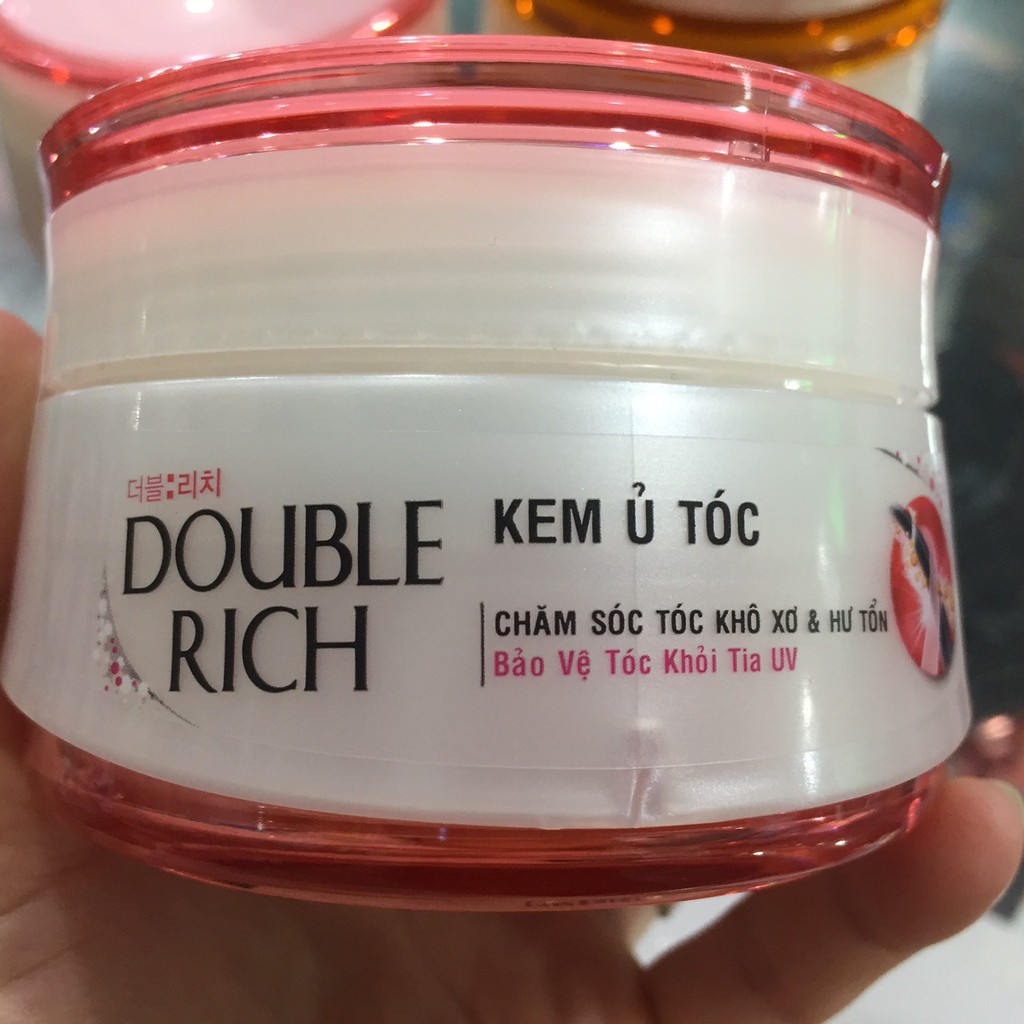 더블:리치
DOUBLE
RICH
KEM Ủ TÓC
CHĂM SÓC TÓC KHÔ XƠ & HƯ TỔN
Bảo Vệ Tóc Khỏi Tia UV